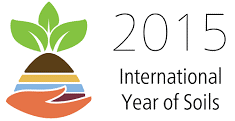 2015
International
Year of Soils